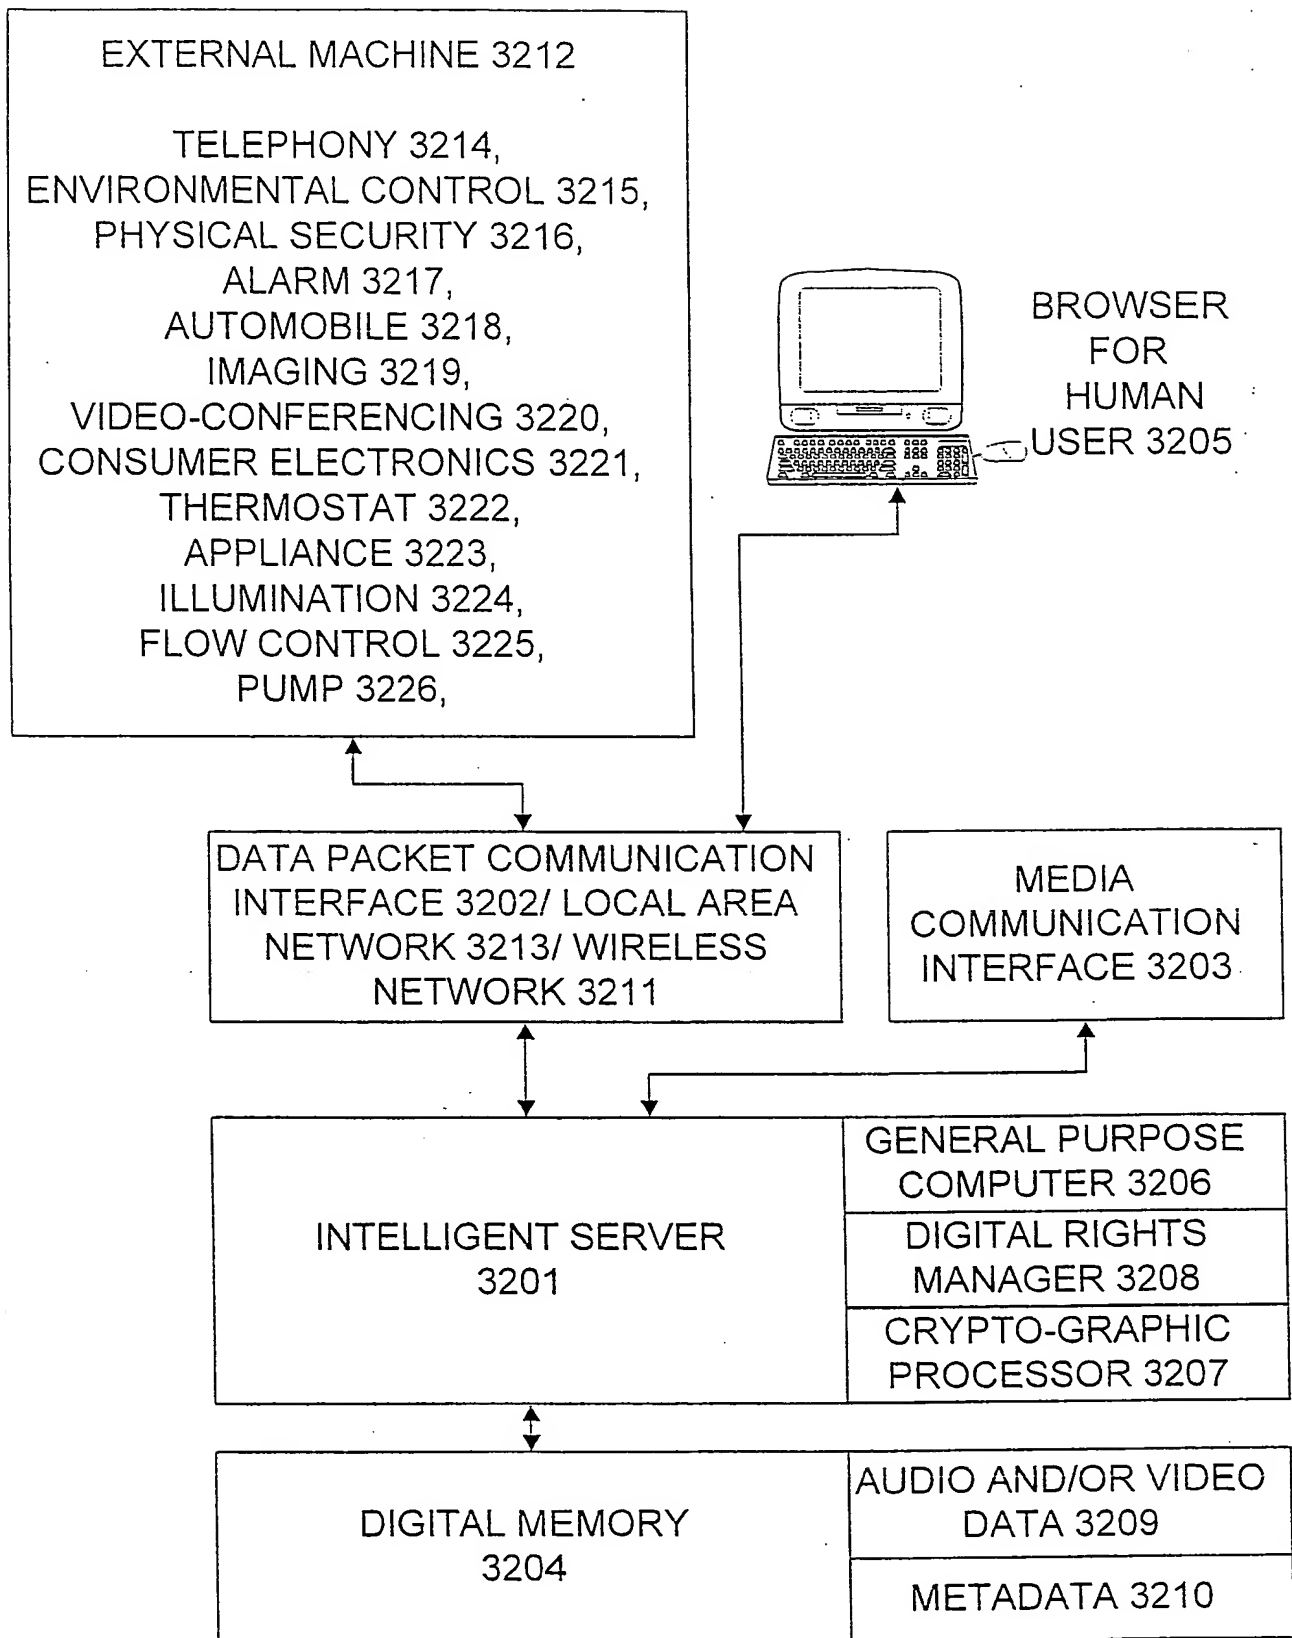 EXTERNAL MACHINE 3212
TELEPHONY 3214,
ENVIRONMENTAL CONTROL 3215,
PHYSICAL SECURITY 3216,
ALARM 3217,
AUTOMOBILE 3218,
IMAGING 3219,
VIDEO-CONFERENCING 3220,
CONSUMER ELECTRONICS 3221,
THERMOSTAT 3222,
APPLIANCE 3223,
ILLUMINATION 3224,
FLOW CONTROL 3225,
PUMP 3226,
BROWSER
FOR
HUMAN
USER 3205
DATA PACKET COMMUNICATION
INTERFACE 3202/ LOCAL AREA
NETWORK 3213/ WIRELESS
NETWORK 3211
MEDIA
COMMUNICATION
INTERFACE 3203
INTELLIGENT SERVER
3201
GENERAL PURPOSE
COMPUTER 3206
DIGITAL RIGHTS
MANAGER 3208
CRYPTO-GRAPHIC
PROCESSOR 3207
DIGITAL MEMORY
3204
AUDIO AND/OR VIDEO
DATA 3209
METADATA 3210